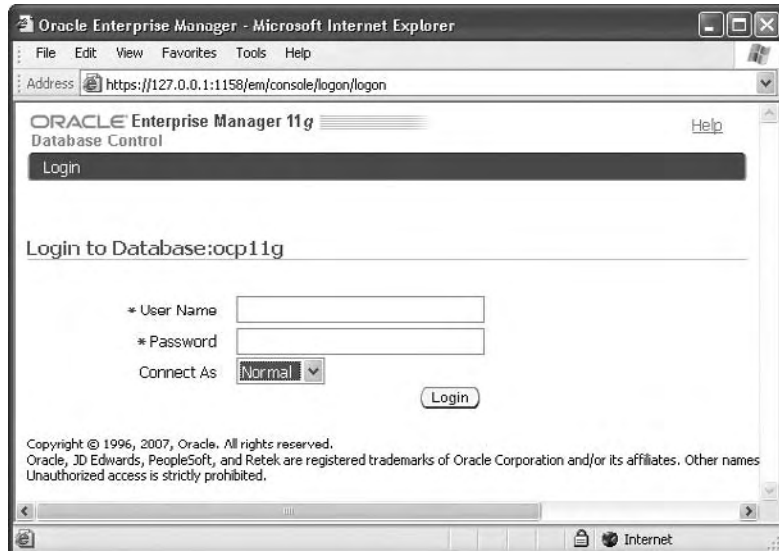 Oracle Enterprise Manager - Microsoft Internet Explorer
File Edit View Favorites Tools Help
Address https://127.0.0.1:1158/em/console/logon/logon
ORACLE Enterprise Manager 11g
Database Control
Help
Login
Login to Database:ocp11g
* User Name
* Password
Connect As Normal
Login
Copyright © 1996, 2007, Oracle. All rights reserved.
Oracle, JD Edwards, PeopleSoft, and Retek are registered trademarks of Oracle Corporation and/or its affiliates. Other names
Unauthorized access is strictly prohibited.
Internet